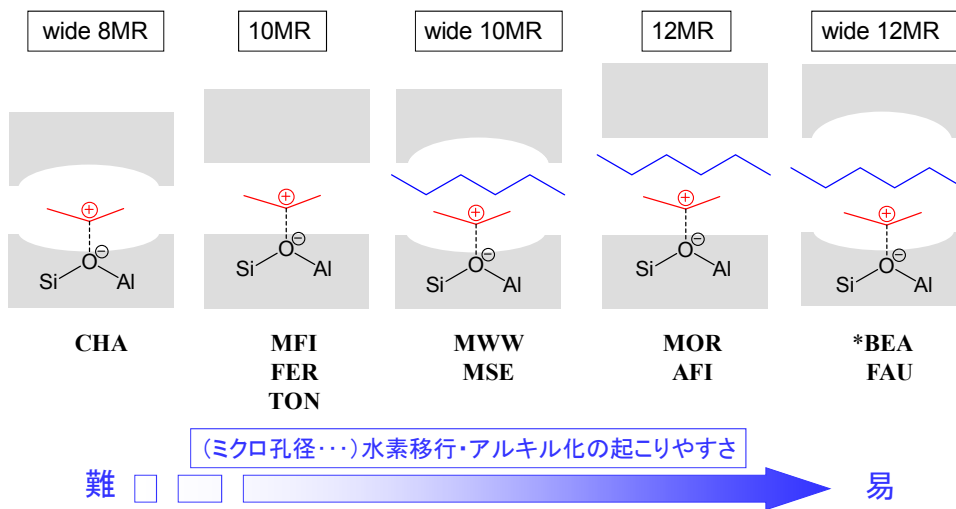 wide 8MR
10MR
wide 10MR
12MR
wide 12MR
⊕
⊕
⊕
⊕
⊕
O⊖
Si Al
O⊖
Si Al
O⊖
Si Al
O⊖
Si Al
O⊖
Si Al
CHA
MFI
FER
TON
MWW
MSE
MOR
AFI
*BEA
FAU
(ミクロ孔径･･･)水素移行・アルキル化の起こりやすさ
難
易